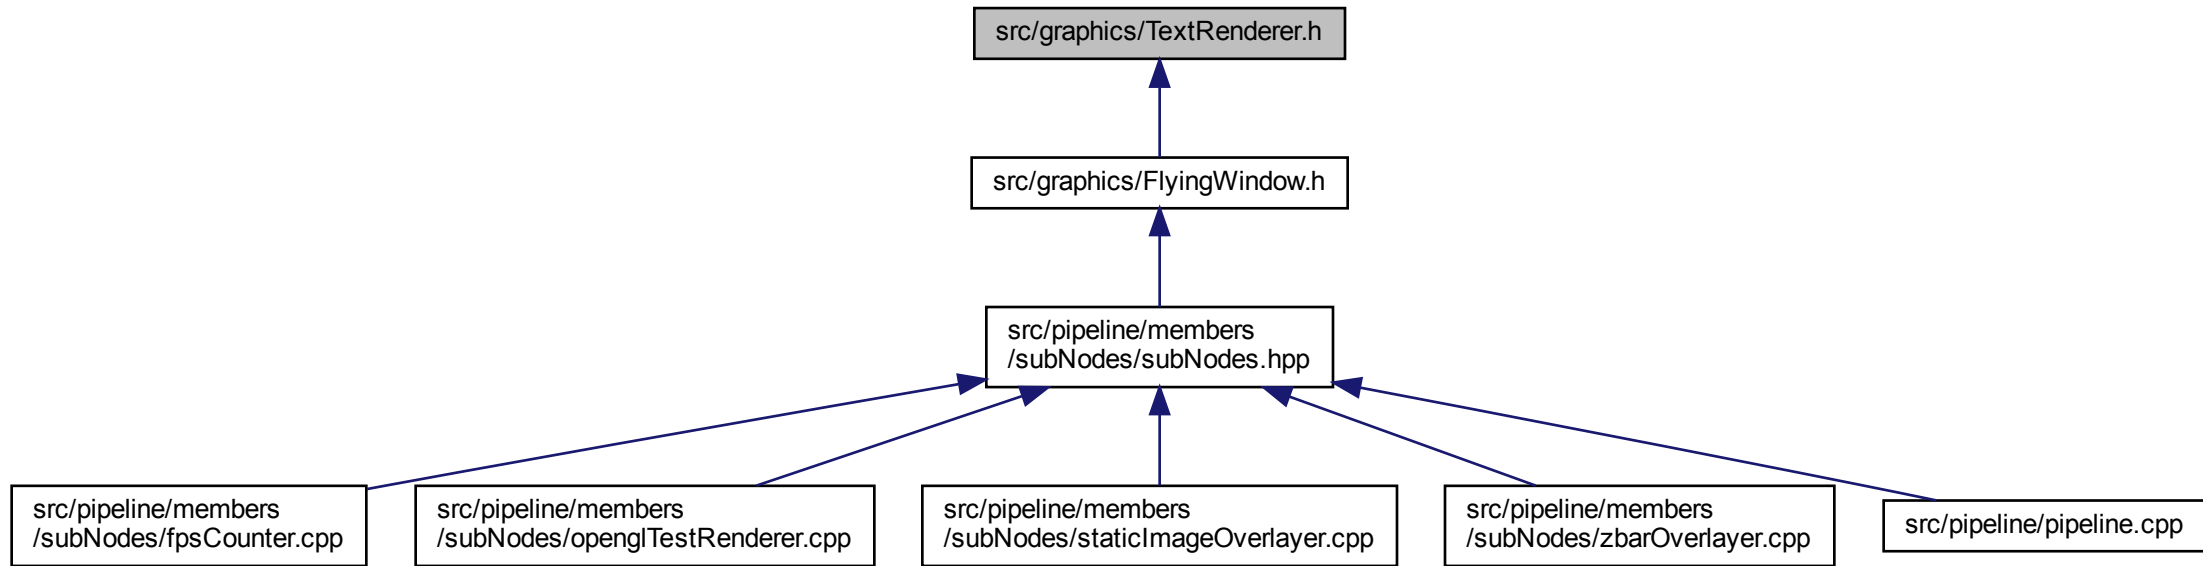 src/graphics/TextRenderer.h
src/graphics/FlyingWindow.h
src/pipeline/members
/subNodes/subNodes.hpp
src/pipeline/members
/subNodes/fpsCounter.cpp
src/pipeline/members
/subNodes/openglTestRenderer.cpp
src/pipeline/members
/subNodes/staticImageOverlayer.cpp
src/pipeline/members
/subNodes/zbarOverlayer.cpp
src/pipeline/pipeline.cpp